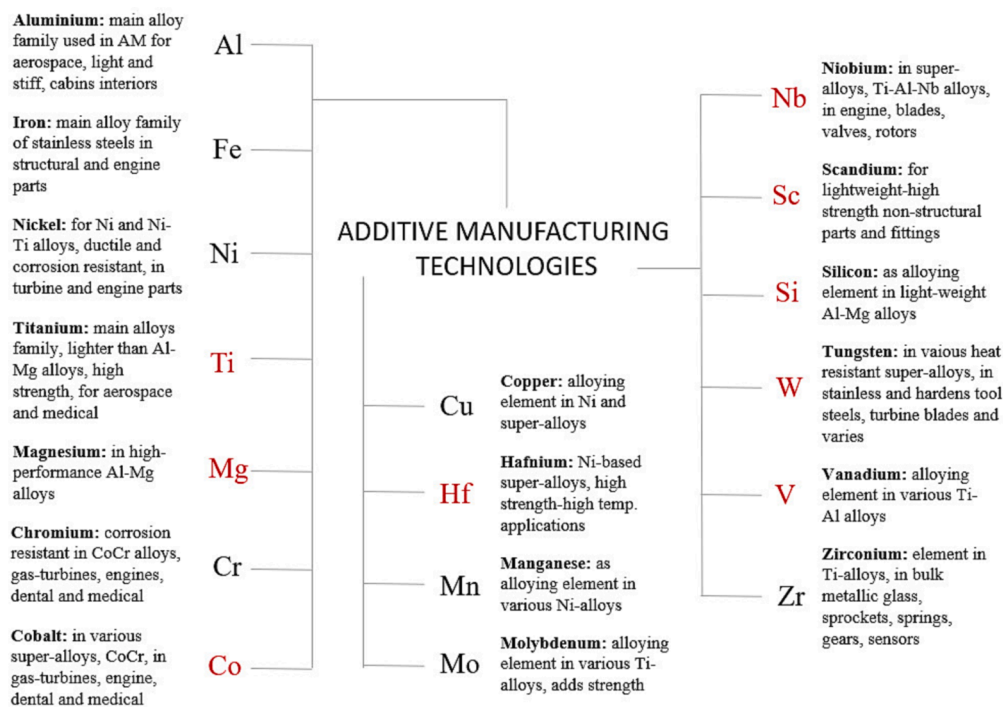 Aluminium: main alloy
family used in AM for
aerospace, light and
stiff, cabins interiors
Al
Iron: main alloy family
of stainless steels in
structural and engine
parts
Fe
Nickel: for Ni and Ni-
Ti alloys, ductile and
corrosion resistant, in
turbine and engine parts
Ni
Titanium: main alloys
family, lighter than Al-
Mg alloys, high
strength, for aerospace
and medical
Ti
Magnesium: in high-
performance Al-Mg
alloys
Mg
Chromium: corrosion
resistant in CoCr alloys,
gas-turbines, engines,
dental and medical
Cr
Cobalt: in various
super-alloys, CoCr, in
gas-turbines, engine,
dental and medical
Co
ADDITIVE MANUFACTURING
TECHNOLOGIES
Cu
Copper: alloying
element in Ni and
super-alloys
Hf
Hafnium: Ni-based
super-alloys, high
strength-high temp.
applications
Mn
Manganese: as
alloying element in
various Ni-alloys
Mo
Molybdenum: alloying
element in various Ti-
alloys, adds strength
Nb
Niobium: in super-
alloys, Ti-Al-Nb alloys,
in engine, blades,
valves, rotors
Sc
Scandium: for
lightweight-high
strength non-structural
parts and fittings
Si
Silicon: as alloying
element in light-weight
Al-Mg alloys
W
Tungsten: in vaious heat
resistant super-alloys, in
stainless and hardens tool
steels, turbine blades and
varies
V
Vanadium: alloying
element in various Ti-
Al alloys
Zr
Zirconium: element in
Ti-alloys, in bulk
metallic glass,
sprockets, springs,
gears, sensors